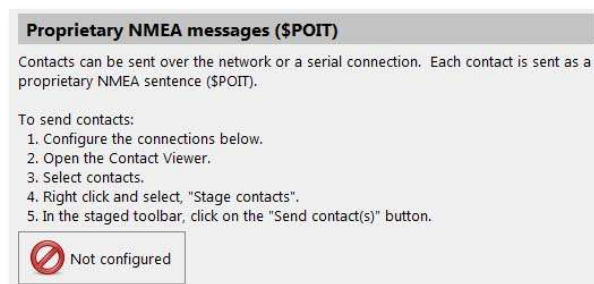 Proprietary NMEA messages ($POIT)
Contacts can be sent over the network or a serial connection. Each contact is sent as a
proprietary NMEA sentence ($POIT).
To send contacts:
1. Configure the connections below.
2. Open the Contact Viewer.
3. Select contacts.
4. Right click and select, "Stage contacts".
5. In the staged toolbar, click on the "Send contact(s)" button.
Not configured